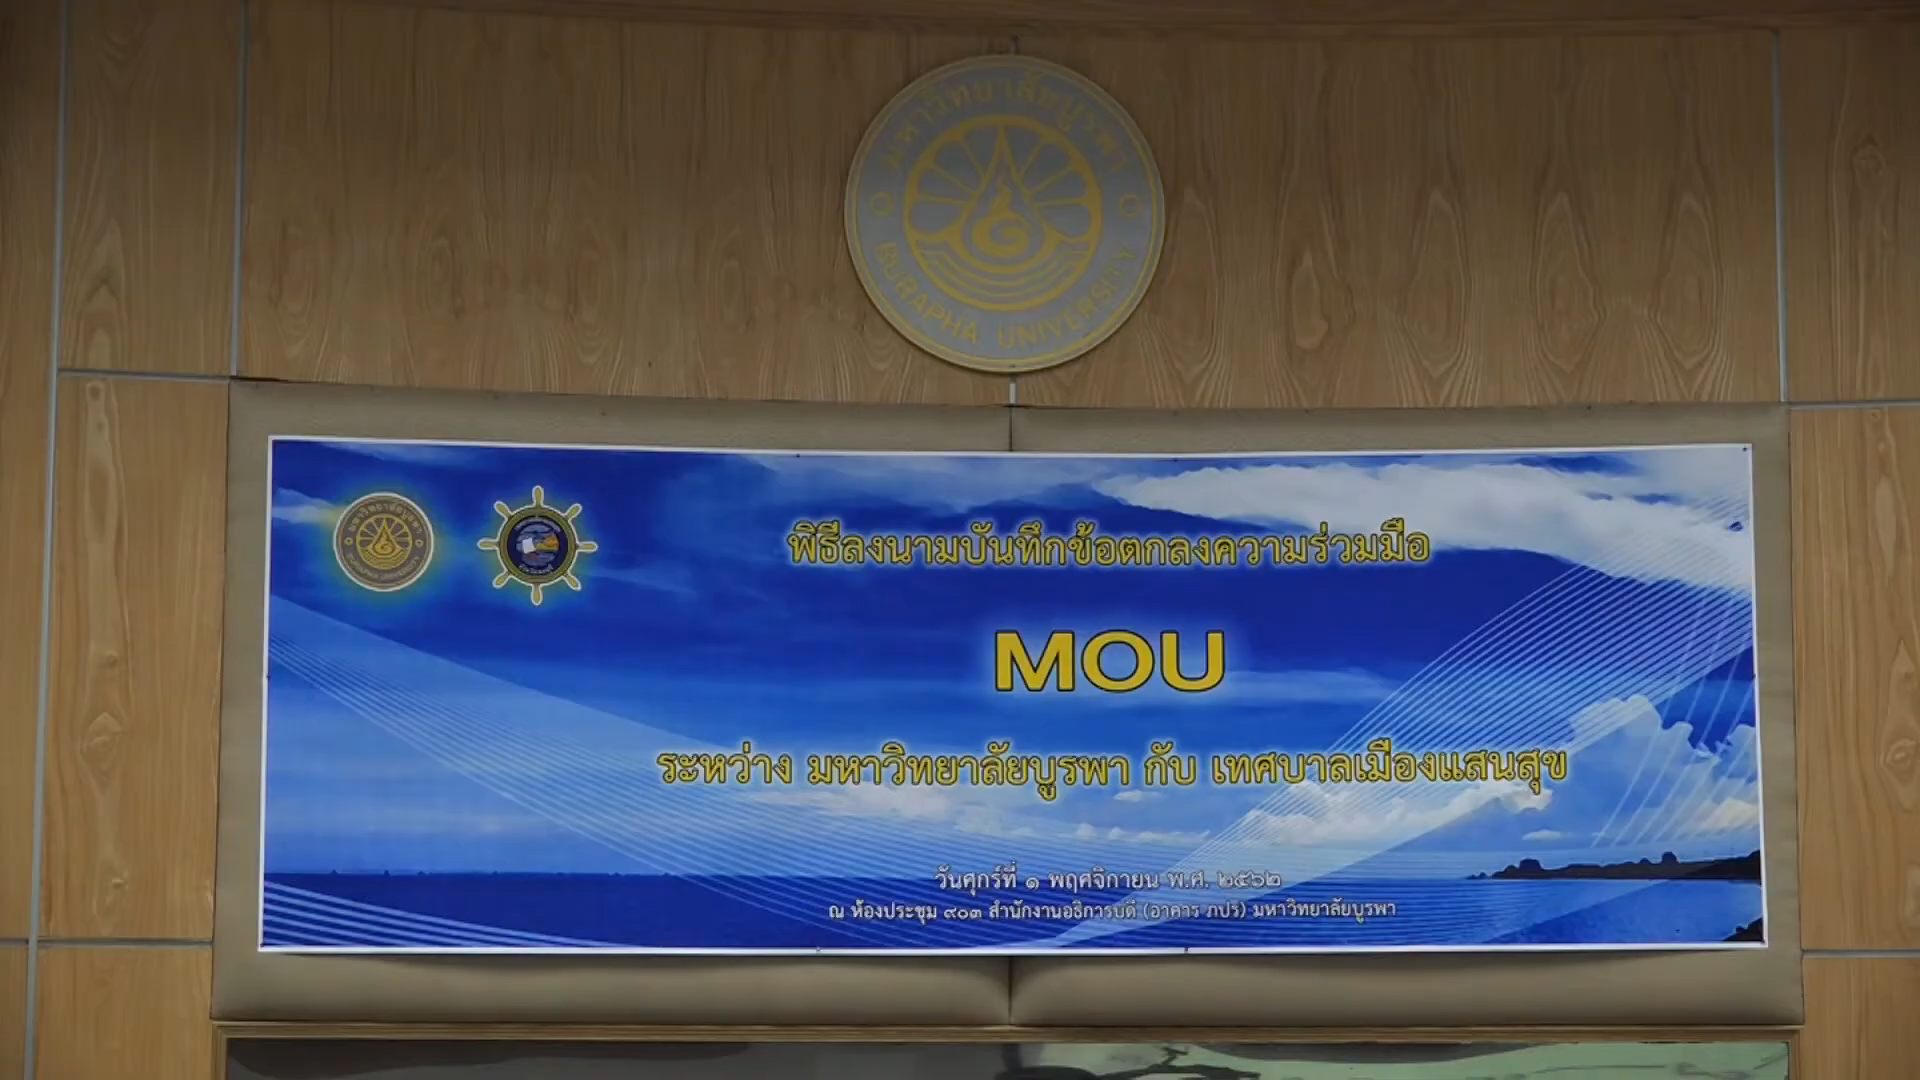 มหาวิทยาลัยบูรพา
BURAPHA UNIVERSITY
พิธีลงนามบันทึกข้อตกลงความร่วมมือ
MOU
ระหว่าง มหาวิทยาลัยบูรพา กับ เทศบาลเมืองแสนสุข
วันศุกร์ที่ ๑ พฤศจิกายน พ.ศ. ๒๕๖๒
ณ ห้องประชุม ๙๐๓ สำนักงานอธิการบดี (อาคาร ภปร) มหาวิทยาลัยบูรพา